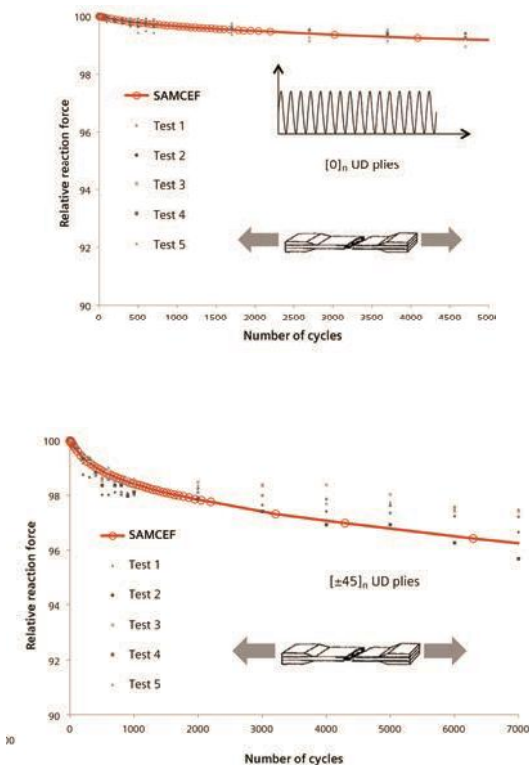 100
98
96
94
92
90
Relative reaction force
SAMCEF
Test 1
Test 2
Test 3
Test 4
Test 5
[0]n UD plies
0 500 1000 1500 2000 2500 3000 3500 4000 4500 5000
Number of cycles
100
98
96
94
92
90
Relative reaction force
SAMCEF
Test 1
Test 2
Test 3
Test 4
Test 5
[±45]n UD plies
0 1000 2000 3000 4000 5000 6000 7000
Number of cycles